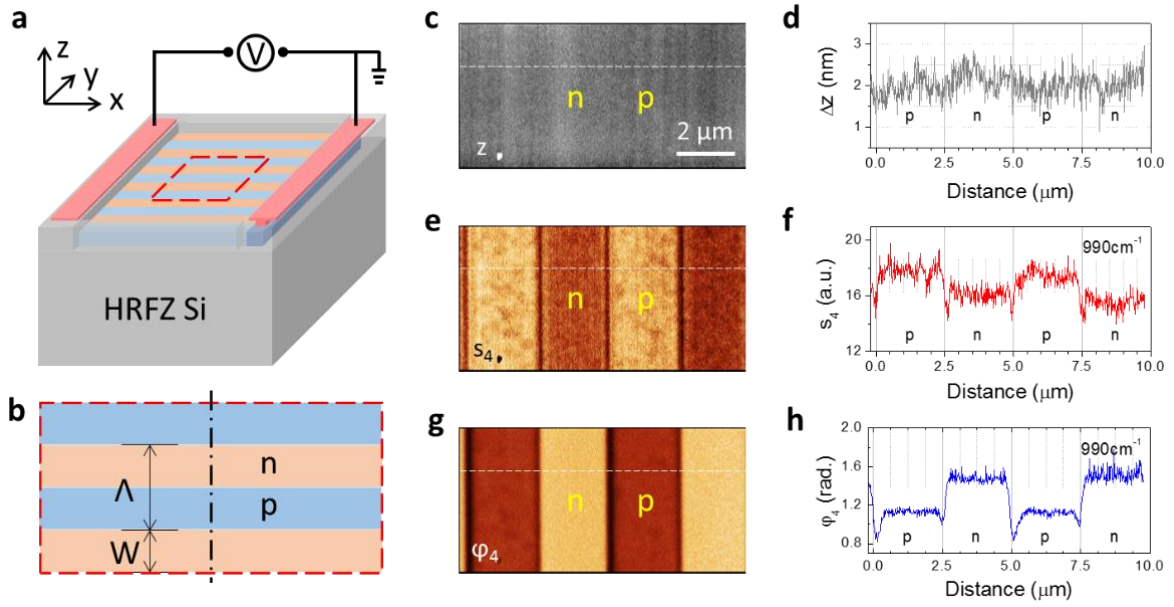 a
z
y
x
V
HRFZ Si
b
n
p
Λ
W
c
n
p
z
2 μm
d
Δz (nm)
3
2
1
p
n
p
n
0.0
2.5
5.0
7.5
10.0
Distance (μm)
e
n
p
s₄
f
s₄ (a.u.)
20
16
12
990cm⁻¹
p
n
p
n
0.0
2.5
5.0
7.5
10.0
Distance (μm)
g
n
p
φ₄
h
φ₄ (rad.)
2.0
1.6
1.2
0.8
990cm⁻¹
p
n
p
n
0.0
2.5
5.0
7.5
10.0
Distance (μm)